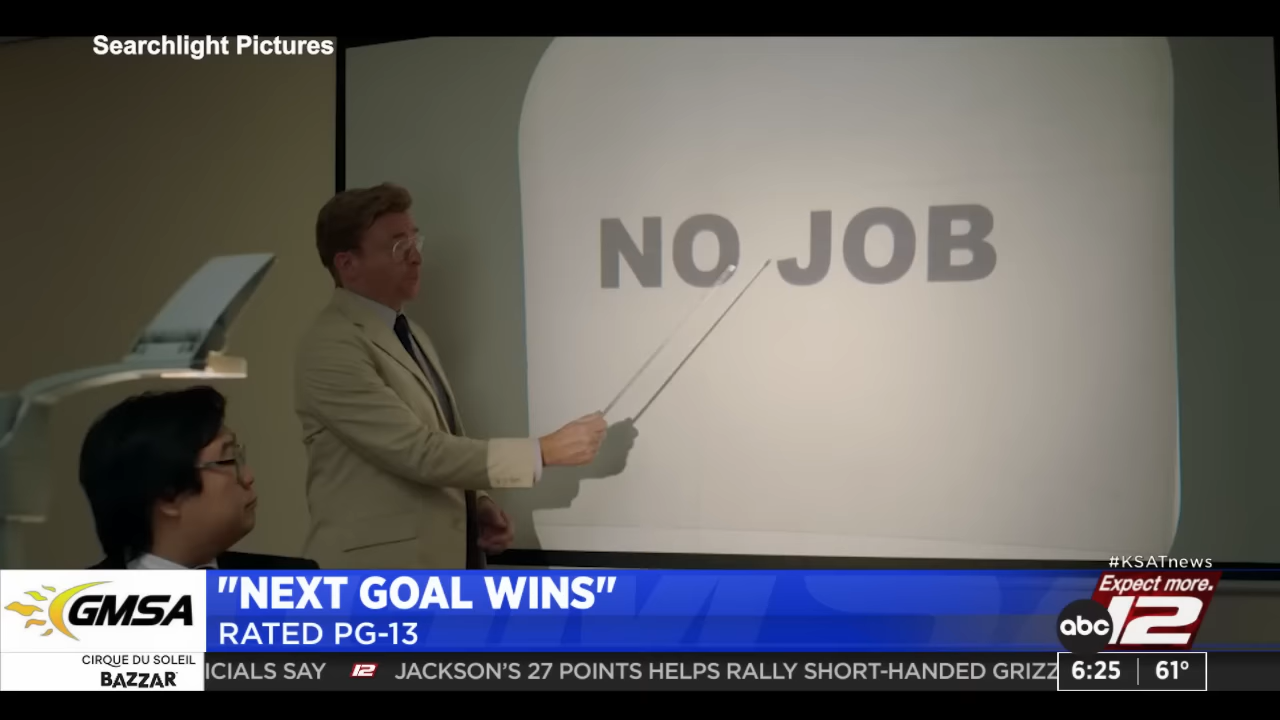 Searchlight Pictures
NO JOB
#KSATnews
Expect more.
abc 12
GMSA
"NEXT GOAL WINS"
RATED PG-13
CIRQUE DU SOLEIL
BAZZAR
ICIALS SAY 12 JACKSON'S 27 POINTS HELPS RALLY SHORT-HANDED GRIZZ
6:25 61°